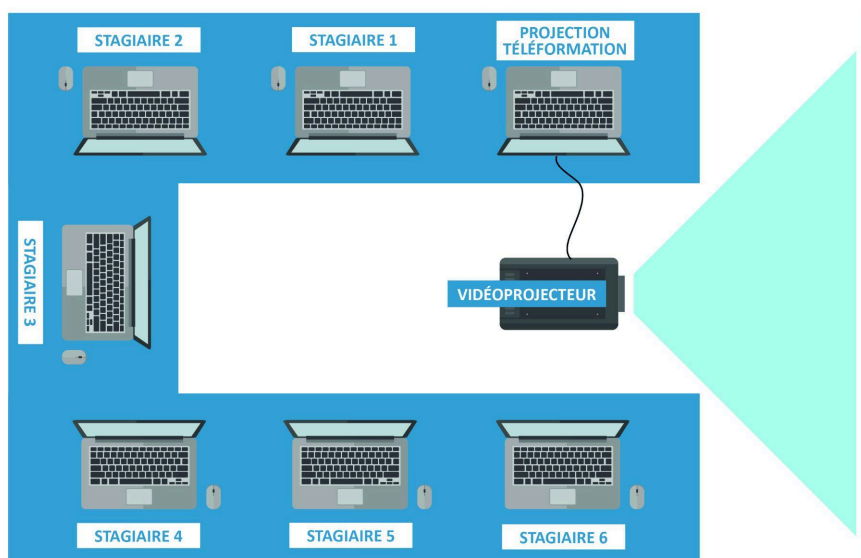 STAGIAIRE 2
STAGIAIRE 1
PROJECTION
TÉLÉFORMATION
STAGIAIRE 3
VIDÉOPROJECTEUR
STAGIAIRE 4
STAGIAIRE 5
STAGIAIRE 6